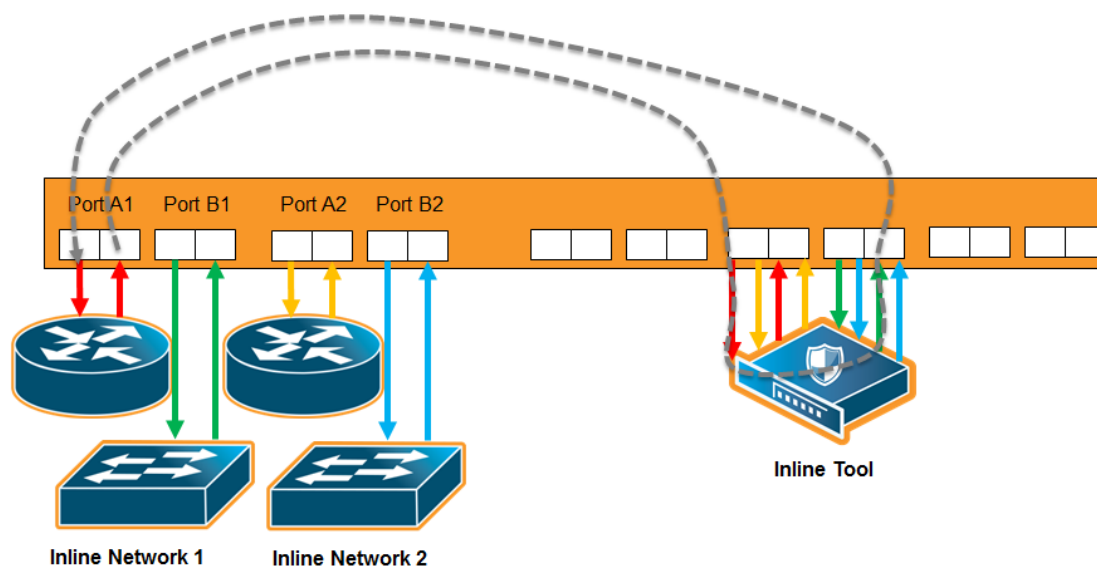 Port A1 Port B1 Port A2 Port B2
Inline Tool
Inline Network 1 Inline Network 2